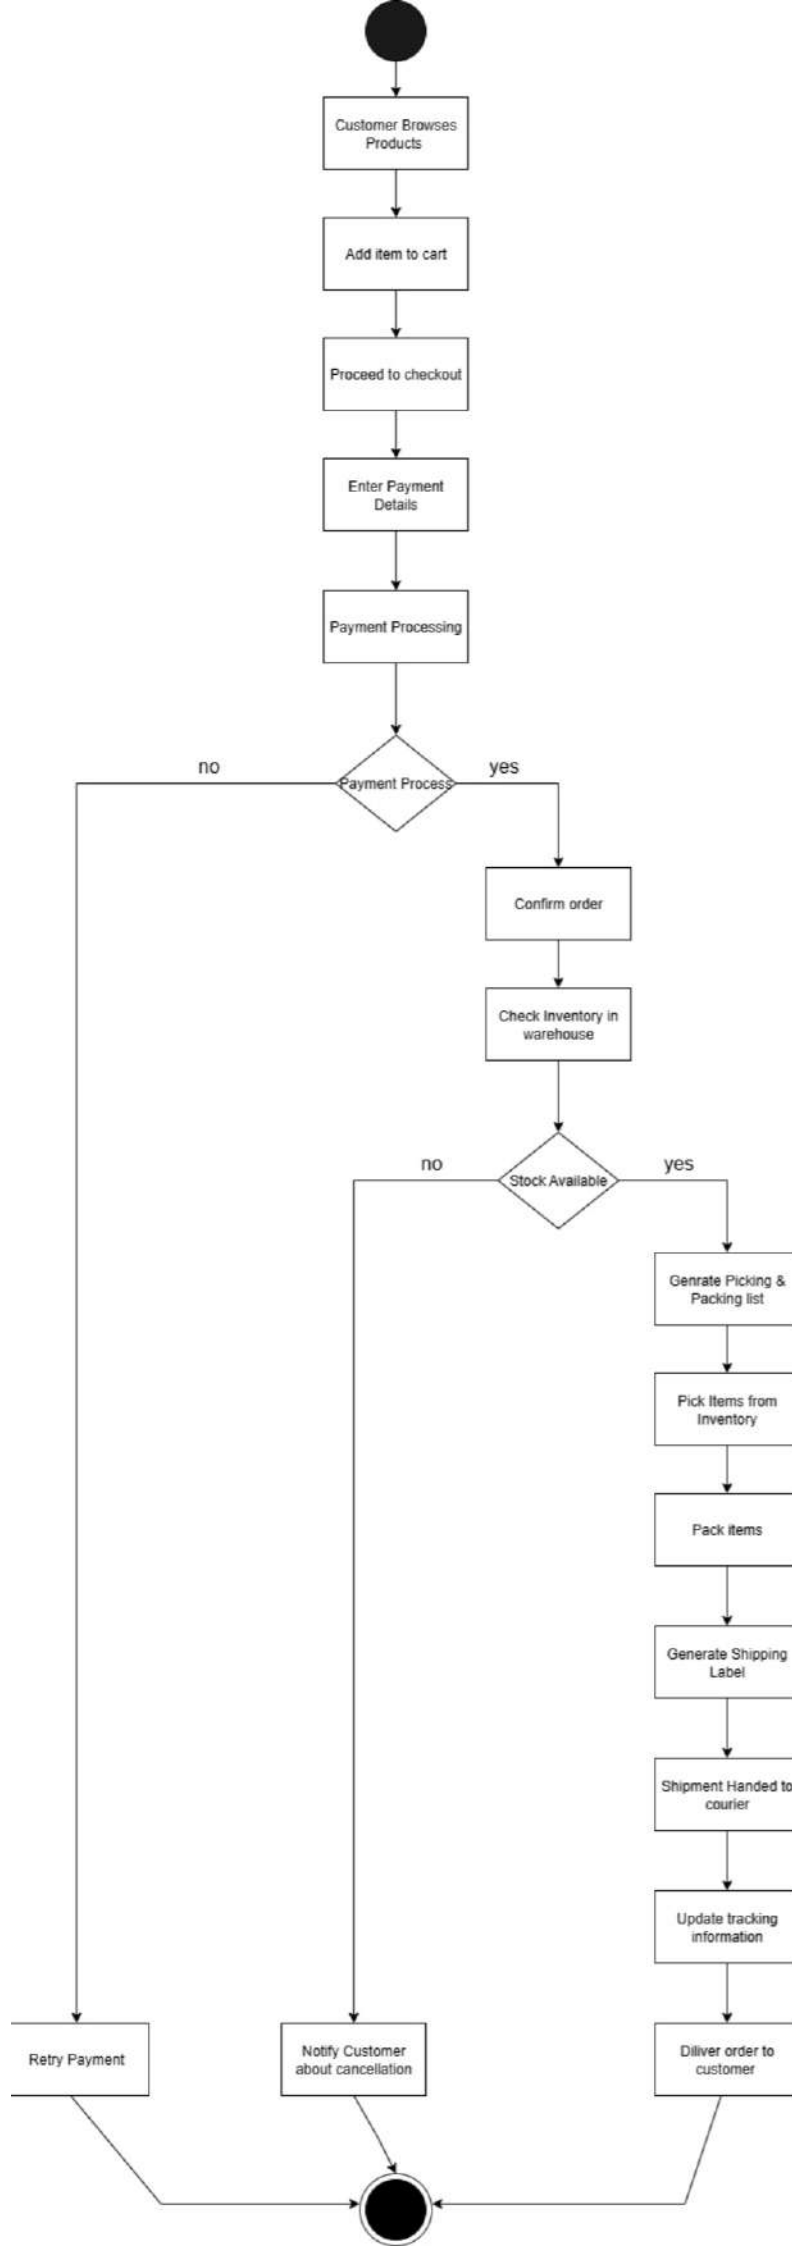 Customer Browses
Products
Add item to cart
Proceed to checkout
Enter Payment
Details
Payment Processing
no
Payment Process
yes
Confirm order
Check Inventory in
warehouse
no
Stock Available
yes
Genrate Picking &
Packing list
Pick Items from
Inventory
Pack items
Generate Shipping
Label
Shipment Handed to
courier
Update tracking
information
Retry Payment
Notify Customer
about cancellation
Diliver order to
customer